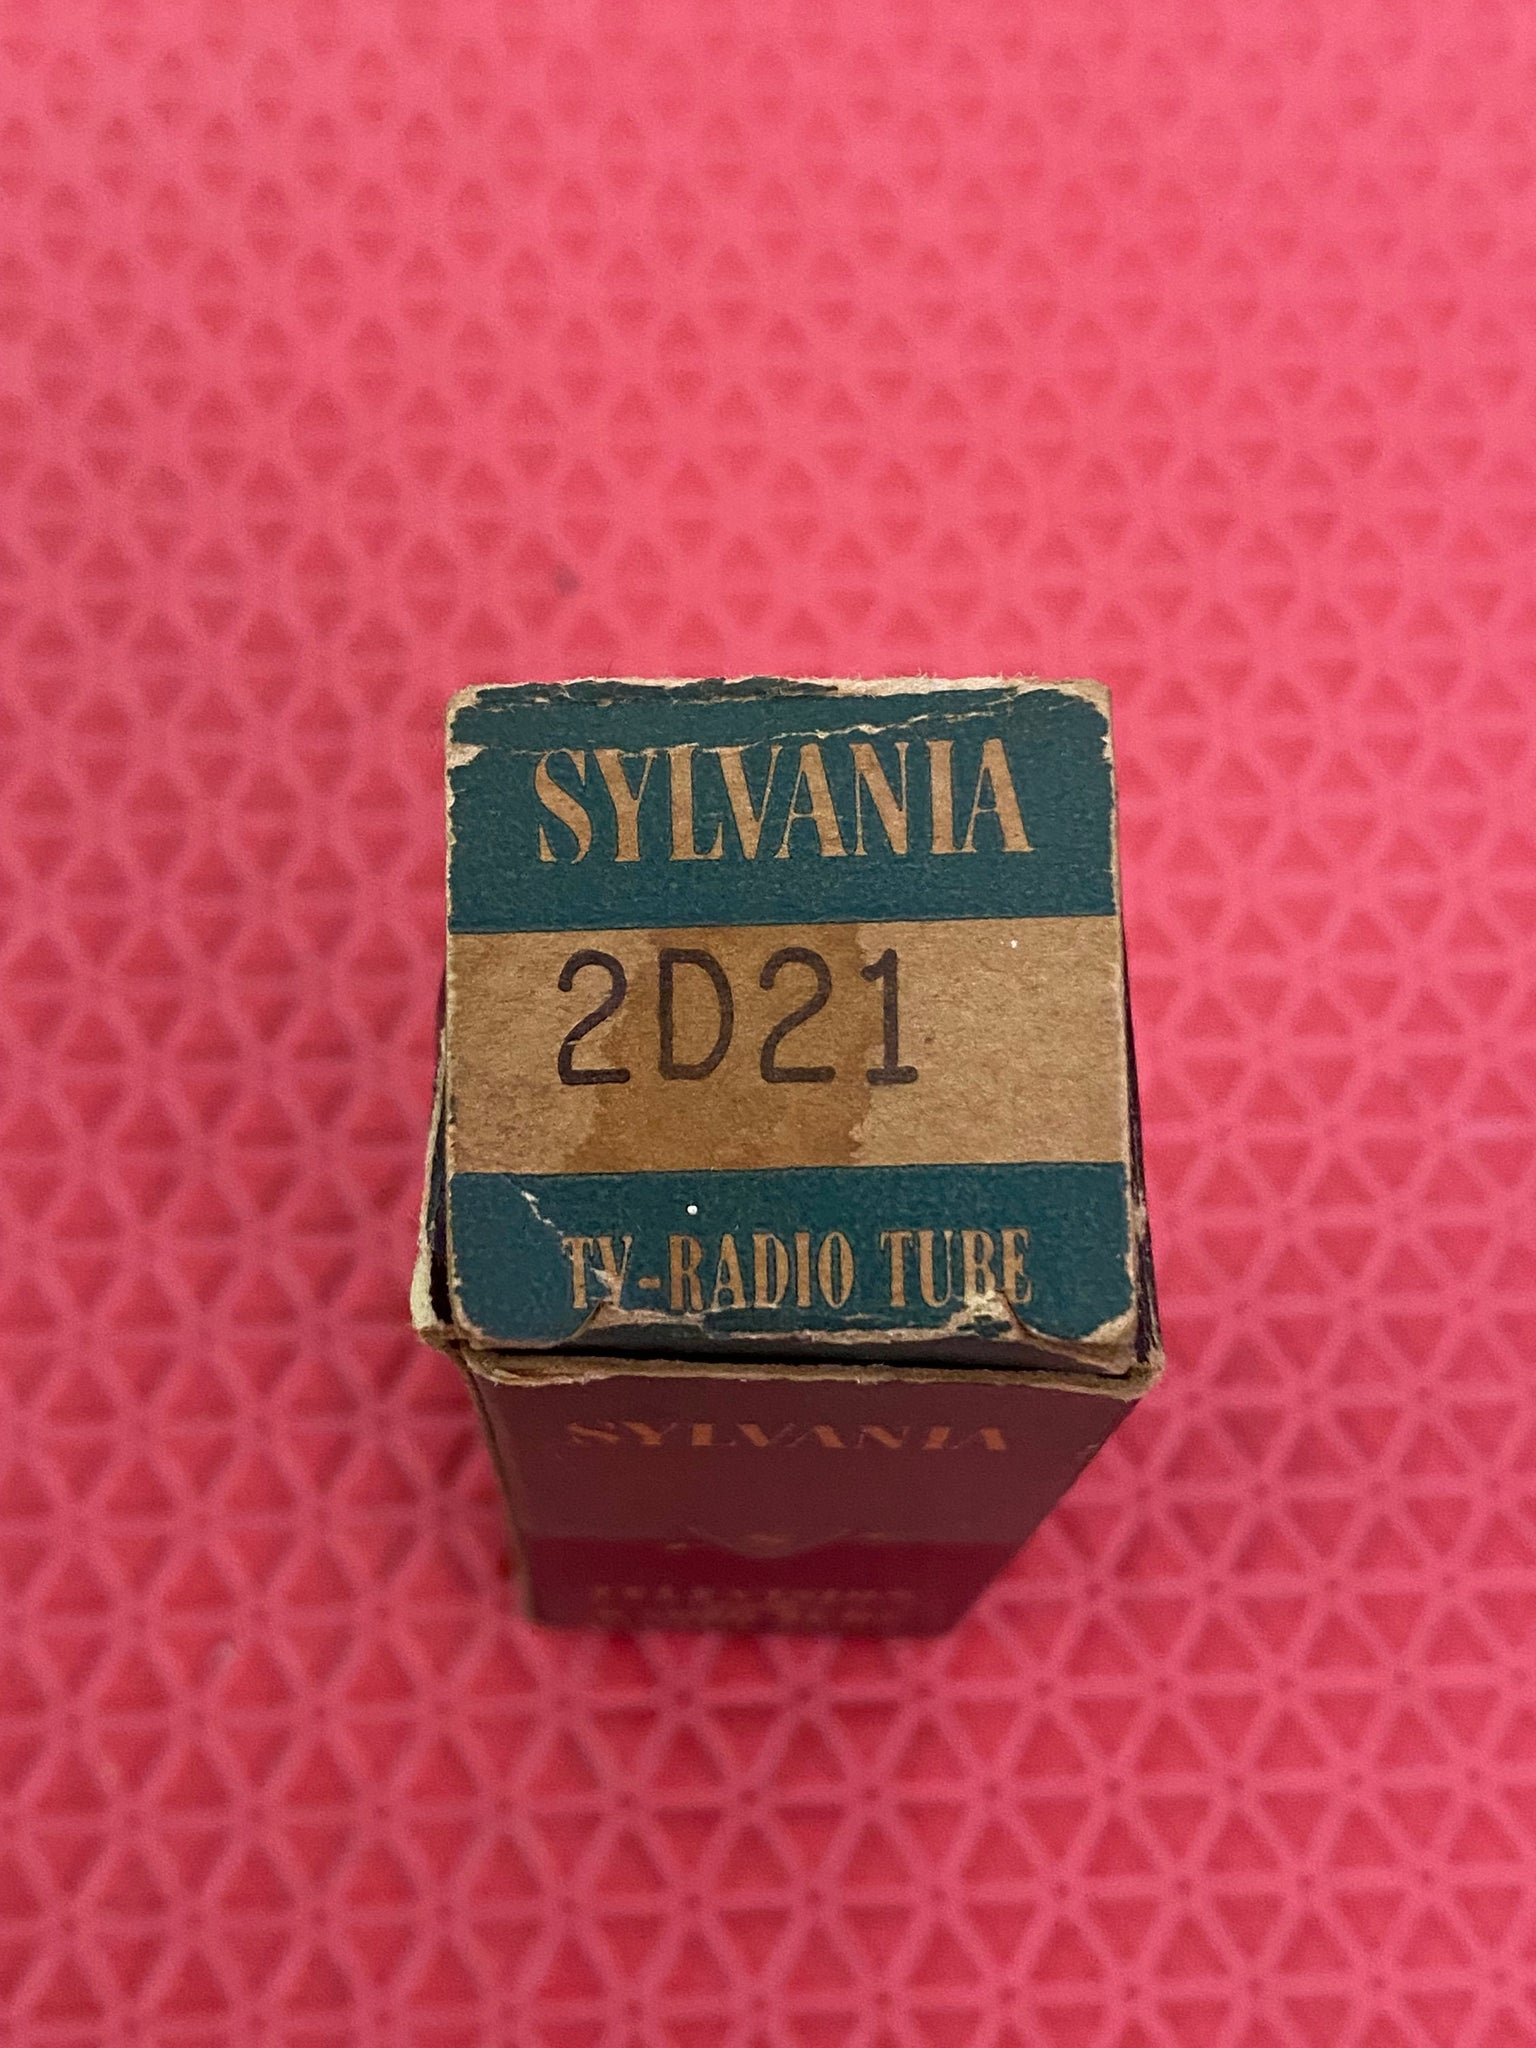 SYLVANIA
2D21
TV-RADIO TUBE
SYLVANIA